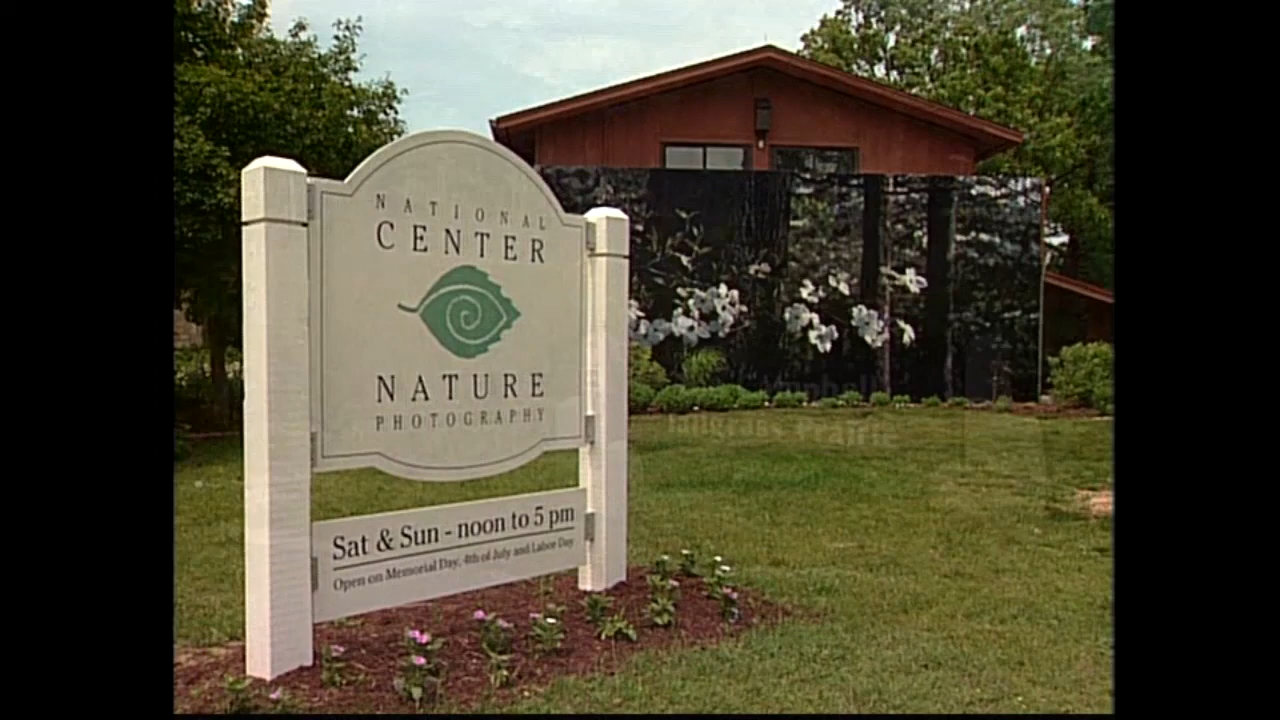 NATIONAL
CENTER
NATURE
PHOTOGRAPHY
Sat & Sun - noon to 5 pm
Open on Memorial Day, 4th of July and Labor Day
Prairie